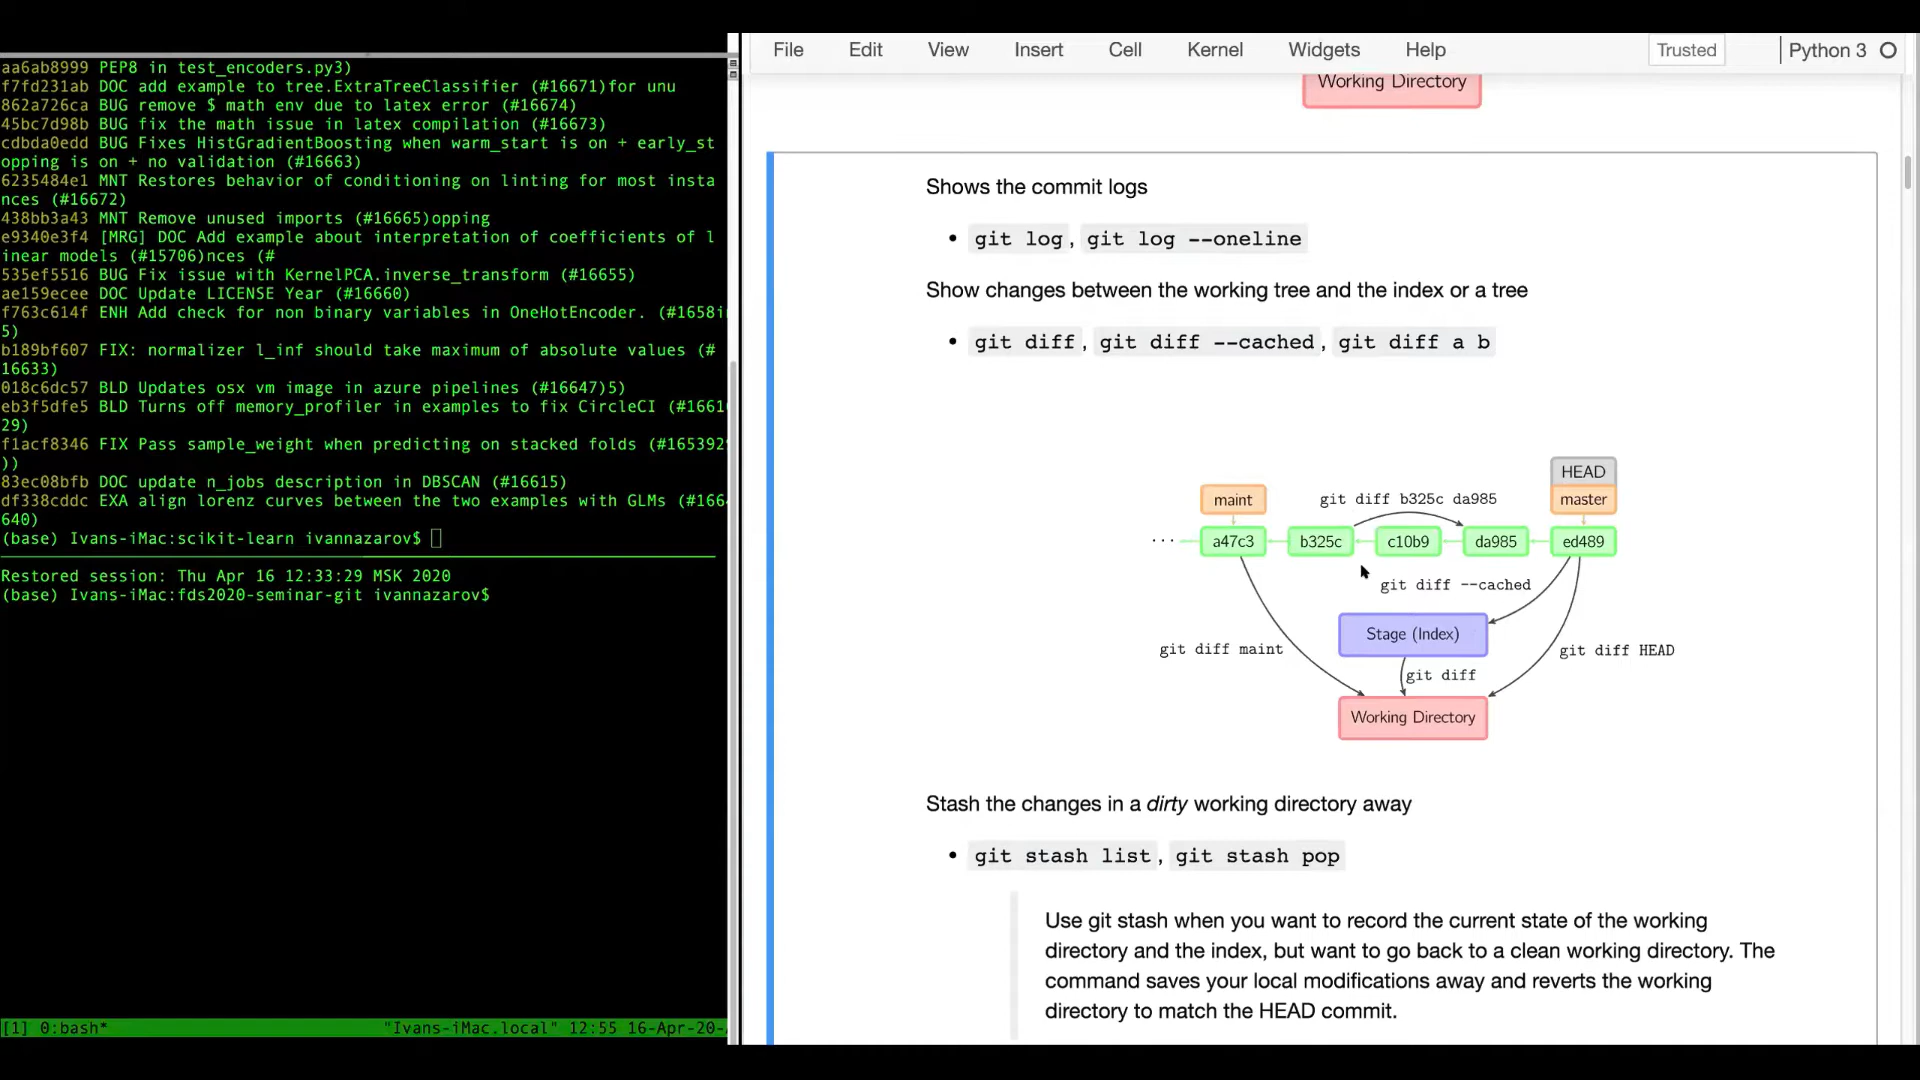 aa6ab8999 PEP8 in test_encoders.py3)
f7fd231ab DOC add example to tree.ExtraTreeClassifier (#16671)for unu
862a726ca BUG remove $ math env due to latex error (#16674)
45bc7d98b BUG fix the math issue in latex compilation (#16673)
cdbda0edd BUG Fixes HistGradientBoosting when warm_start is on + early_st
opping is on + no validation (#16663)
6235484e1 MNT Restores behavior of conditioning on linting for most insta
nces (#16672)
438bb3a43 MNT Remove unused imports (#16665)opping
e9340e3f4 [MRG] DOC Add example about interpretation of coefficients of l
inear models (#15706)nces (#
535ef5516 BUG Fix issue with KernelPCA.inverse_transform (#16655)
ae159ecee DOC Update LICENSE Year (#16660)
f763c614f ENH Add check for non binary variables in OneHotEncoder. (#1658i
5)
b189bf607 FIX: normalizer l_inf should take maximum of absolute values (#
16633)
018c6dc57 BLD Updates osx vm image in azure pipelines (#16647)5)
eb3f5dfe5 BLD Turns off memory_profiler in examples to fix CircleCI (#1661
29)
f1acf8346 FIX Pass sample_weight when predicting on stacked folds (#165392
))
83ec08bfb DOC update n_jobs description in DBSCAN (#16615)
df338cddc EXA align lorenz curves between the two examples with GLMs (#166
640)
(base) Ivans-iMac:scikit-learn ivannazarov$
Restored session: Thu Apr 16 12:33:29 MSK 2020
(base) Ivans-iMac:fds2020-seminar-git ivannazarov$
[1] 0:bash* "Ivans-iMac.local" 12:55 16-Apr-20
File Edit View Insert Cell Kernel Widgets Help Trusted Python 3
Working Directory
Shows the commit logs
• git log, git log --oneline
Show changes between the working tree and the index or a tree
• git diff, git diff --cached, git diff a b
HEAD
maint git diff b325c da985 master
... a47c3 b325c c10b9 da985 ed489
git diff --cached
Stage (Index)
git diff maint git diff HEAD
git diff
Working Directory
Stash the changes in a dirty working directory away
• git stash list, git stash pop
Use git stash when you want to record the current state of the working
directory and the index, but want to go back to a clean working directory. The
command saves your local modifications away and reverts the working
directory to match the HEAD commit.